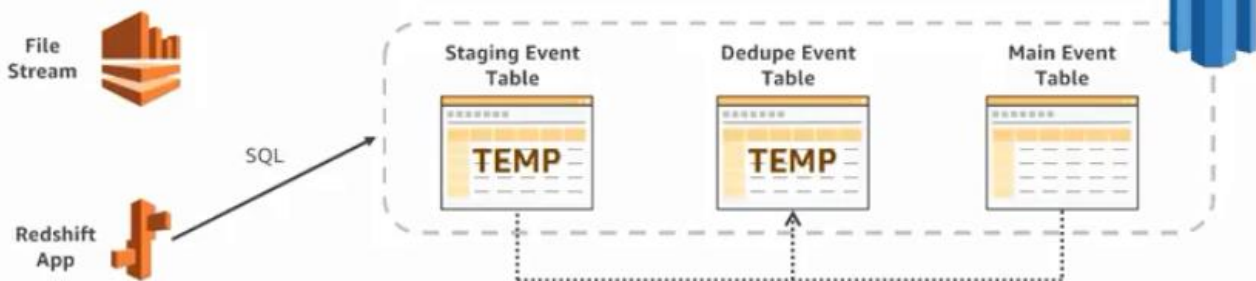 File
Stream
Staging Event
Table
Dedupe Event
Table
Main Event
Table
TEMP
TEMP
SQL
Redshift
App